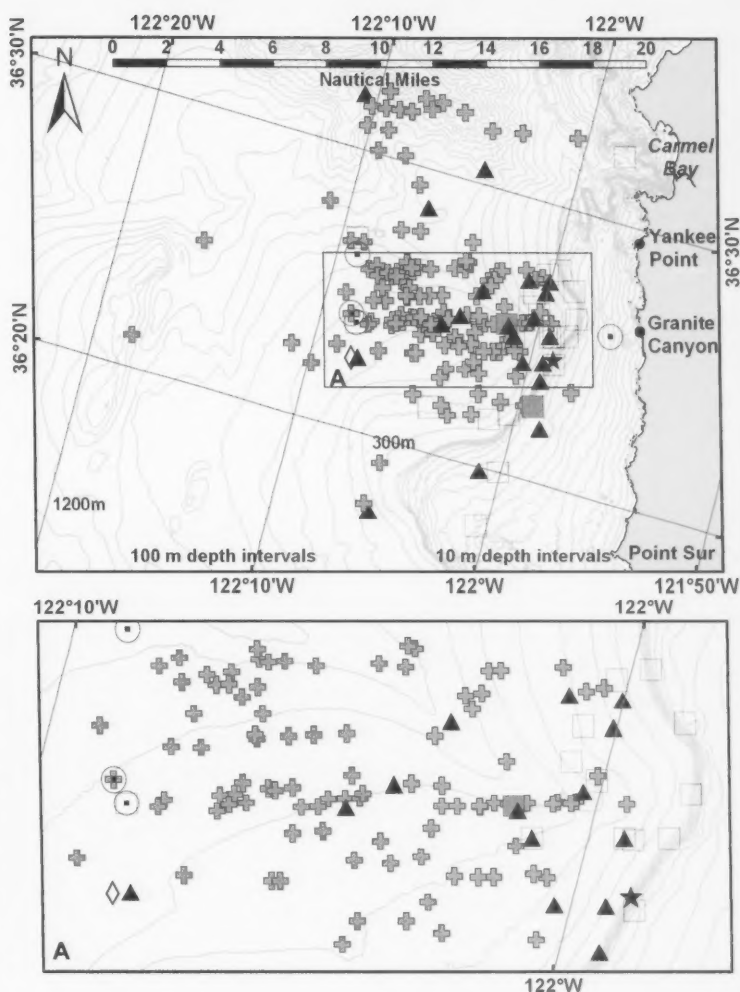 122°20'W 122°10'W 122°W
36°30'N
N
0 2 4 6 8 10 12 14 16 18 20
Nautical Miles
Carmel
Bay
Yankee
Point
36°30'N
36°20'N
Granite
Canyon
A
300m
1200m
100 m depth intervals
10 m depth intervals
Point Sur
122°10'W 122°W 121°50'W
122°10'W 122°W
A
122°W